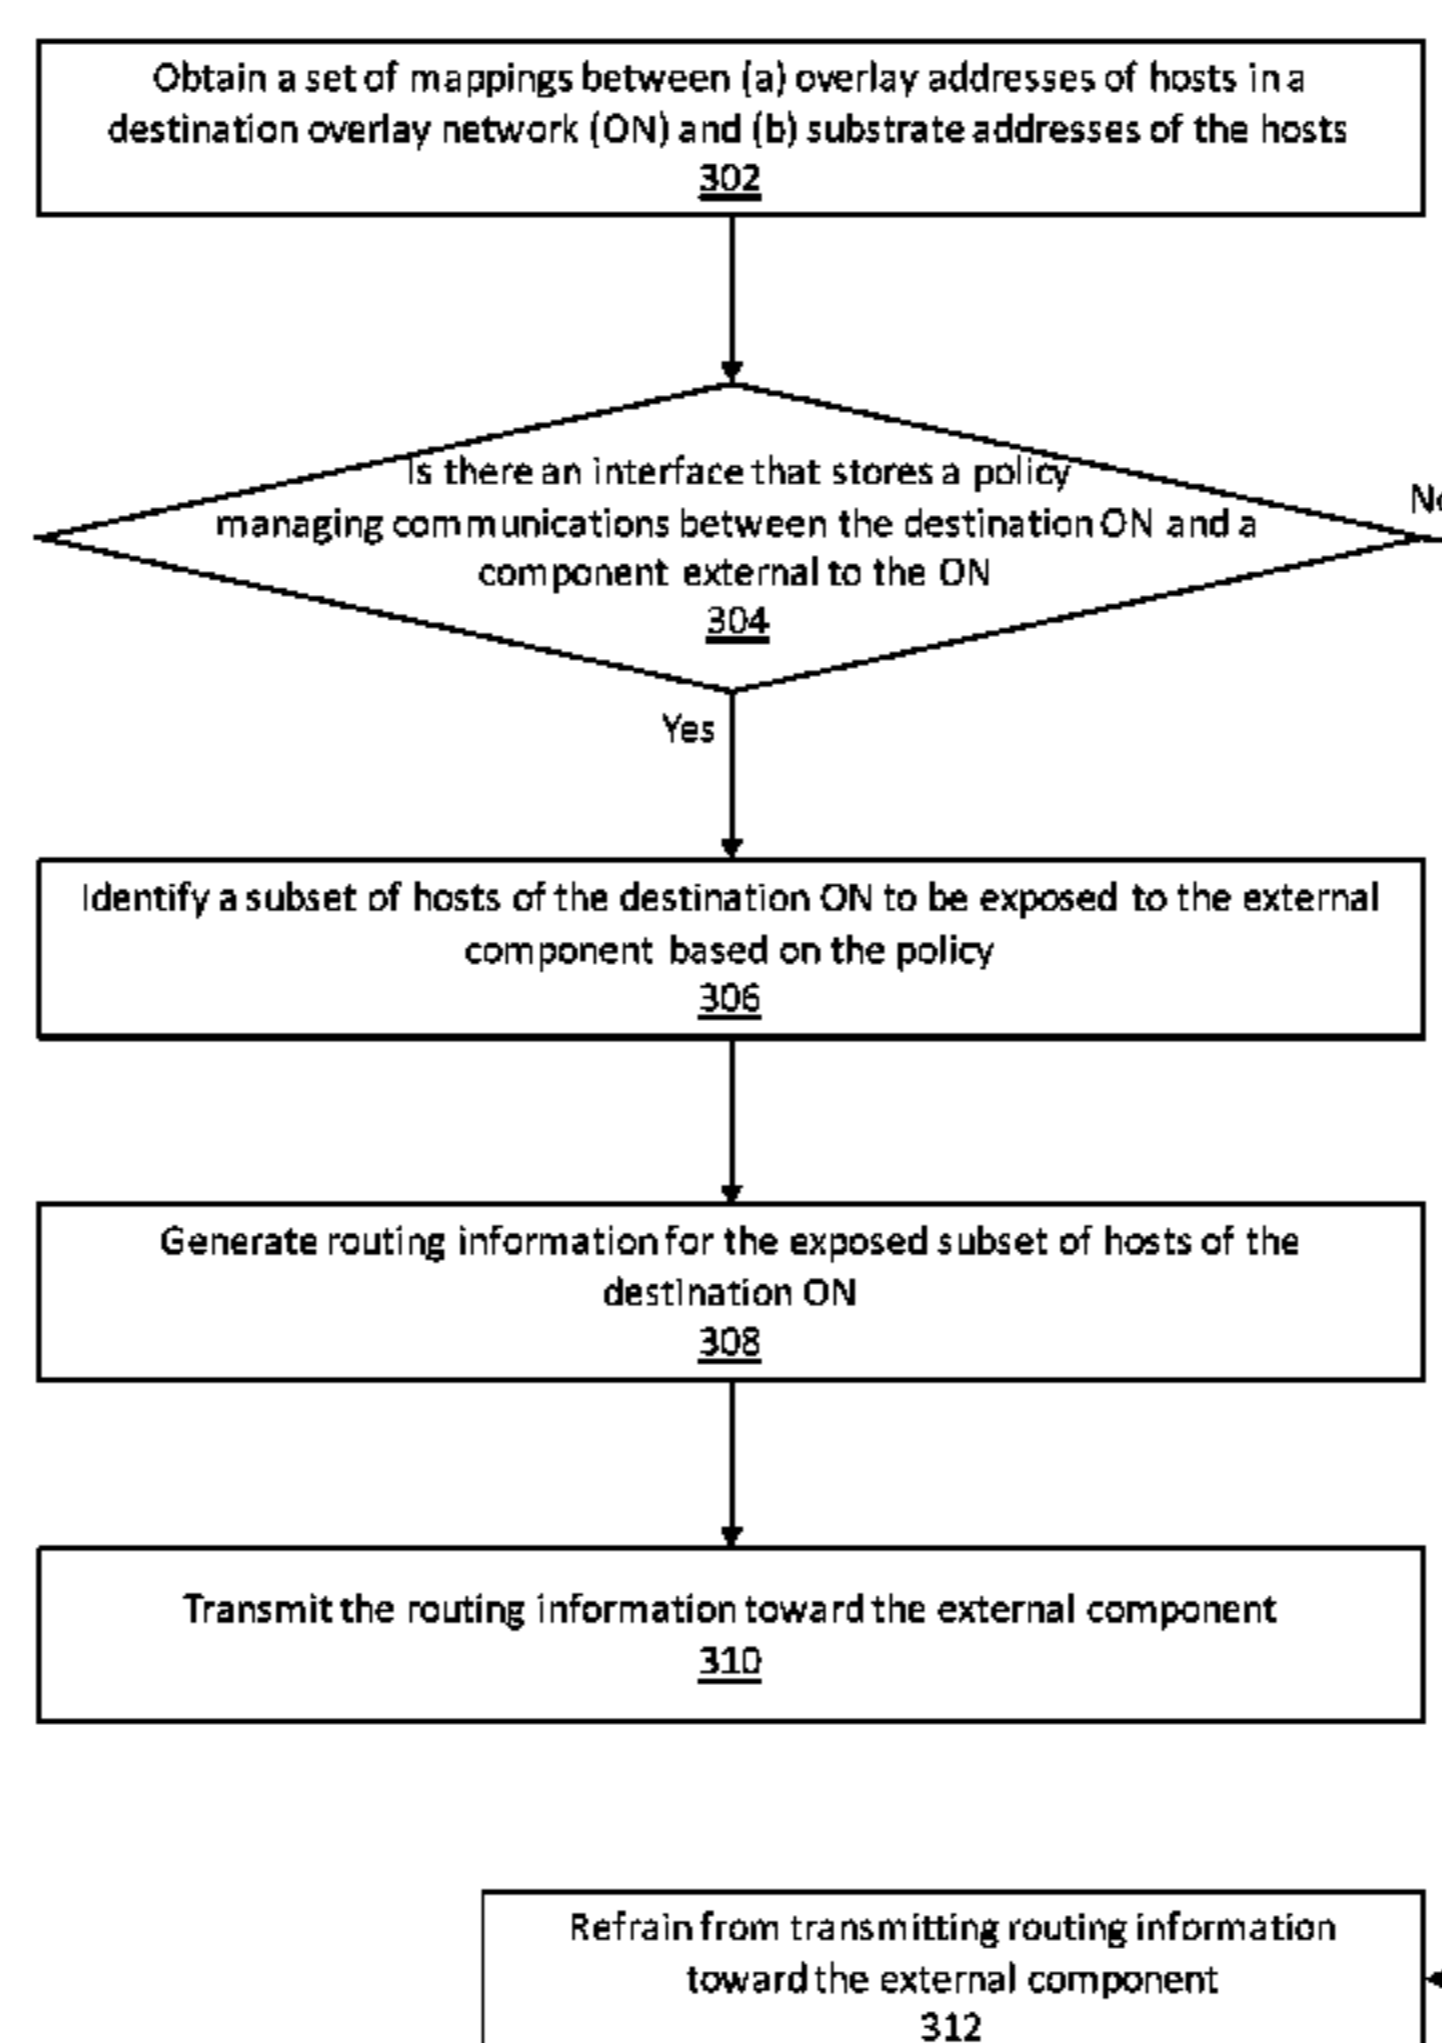 Obtain a set of mappings between (a) overlay addresses of hosts in a
destination overlay network (ON) and (b) substrate addresses of the hosts
302
Is there an interface that stores a policy
managing communications between the destination ON and a
component external to the ON
304
Yes
Identify a subset of hosts of the destination ON to be exposed to the external
component based on the policy
306
Generate routing information for the exposed subset of hosts of the
destination ON
308
Transmit the routing information toward the external component
310
Refrain from transmitting routing information
toward the external component
312